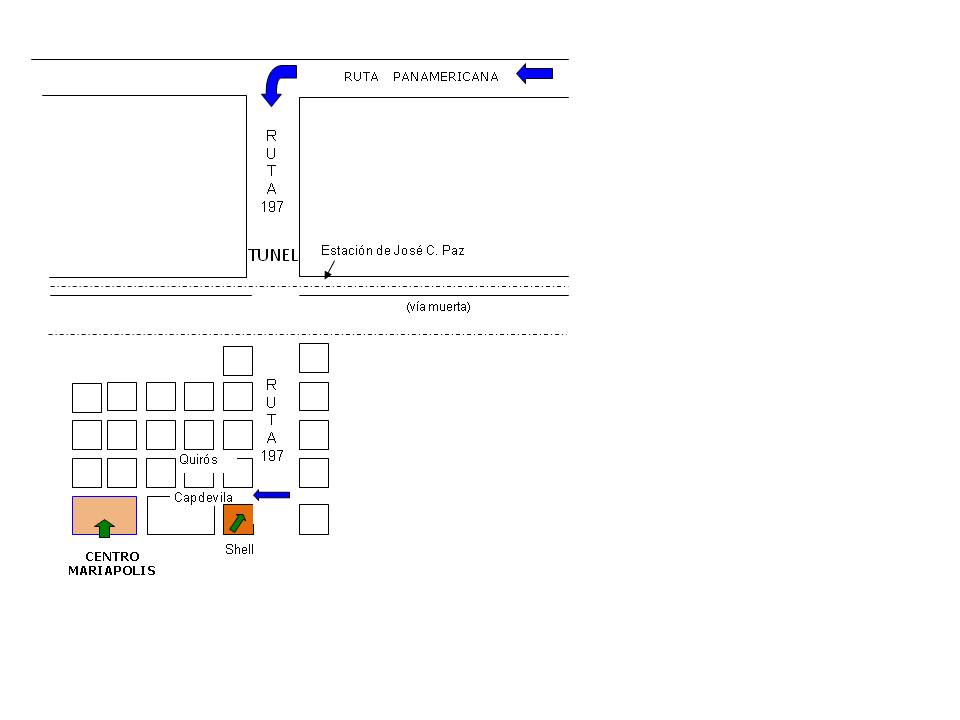 RUTA PANAMERICANA
R
U
T
A
197
TUNEL
Estación de José C. Paz
(vía muerta)
R
U
T
A
197
Quirós
Capdevila
Shell
CENTRO
MARIAPOLIS